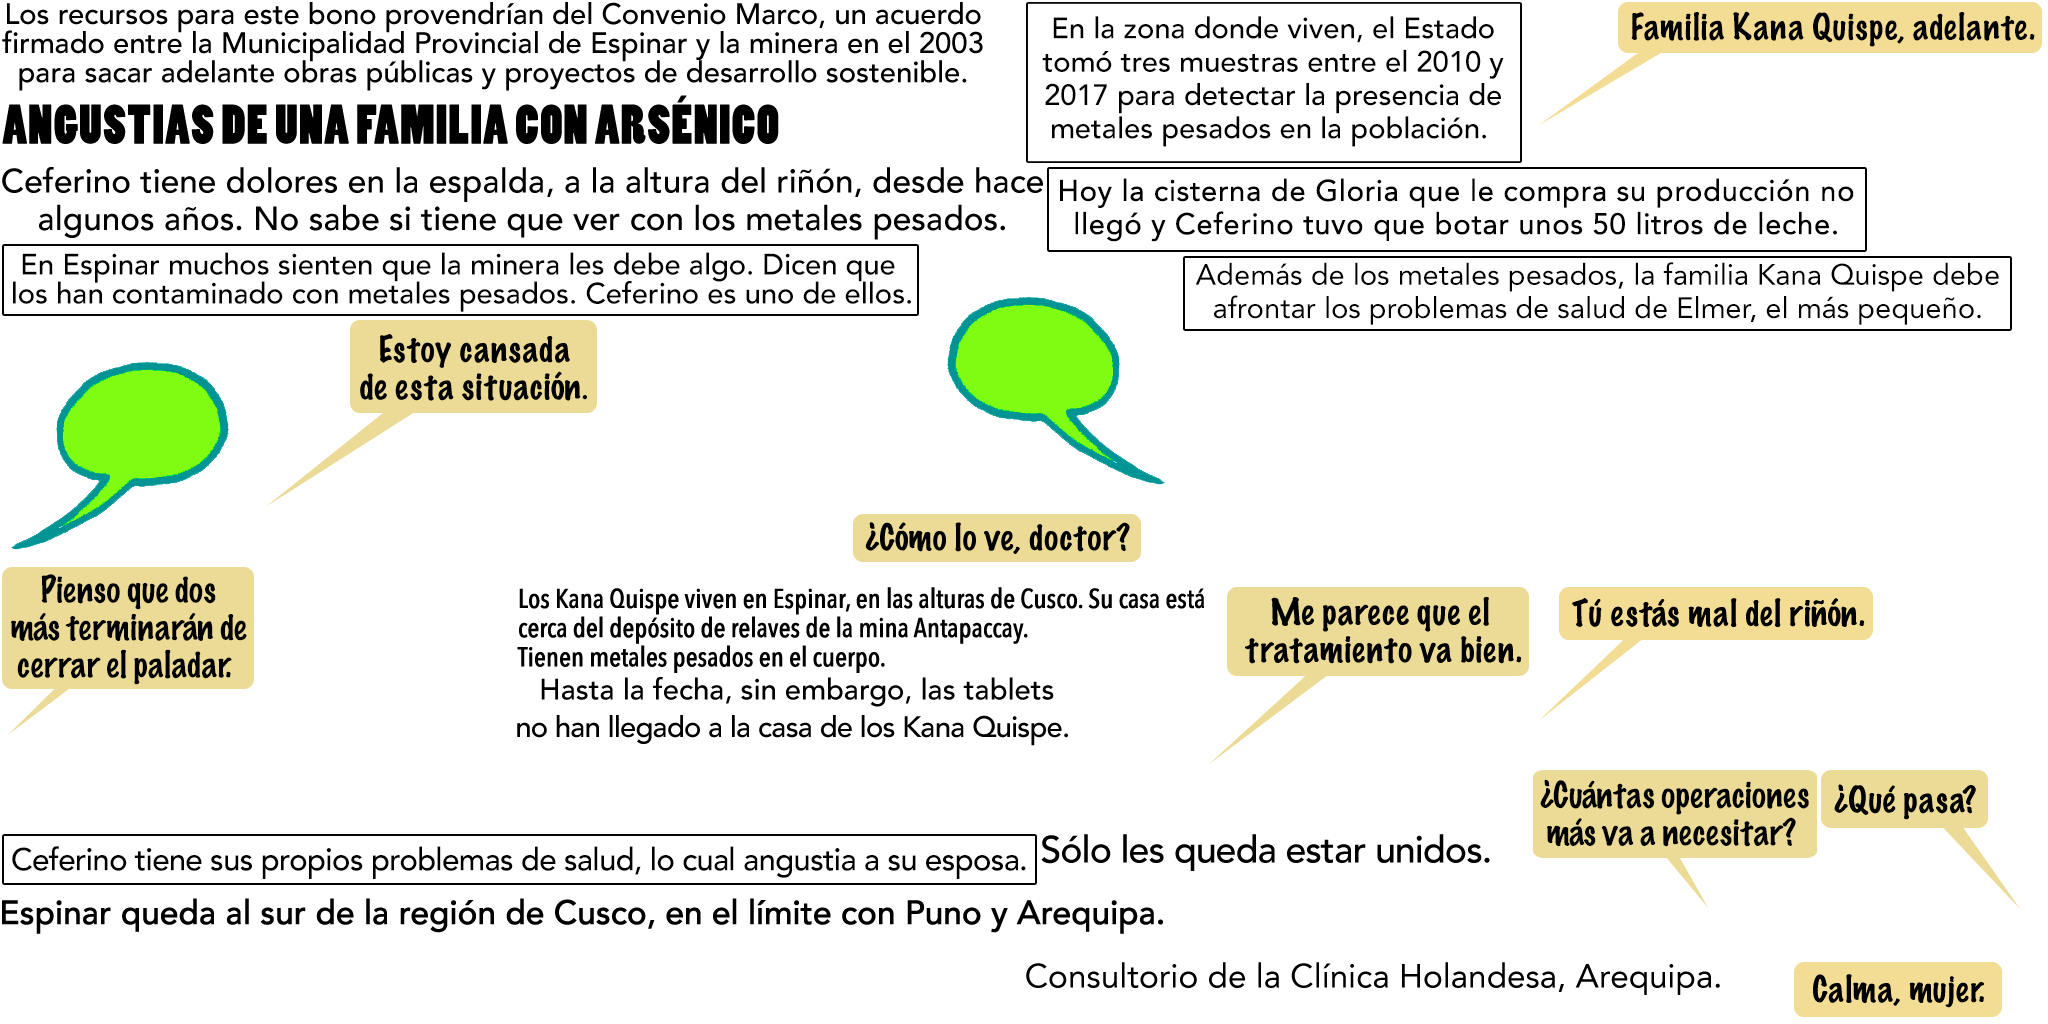 Los recursos para este bono provendrían del Convenio Marco, un acuerdo
firmado entre la Municipalidad Provincial de Espinar y la minera en el 2003
para sacar adelante obras públicas y proyectos de desarrollo sostenible.
ANGUSTIAS DE UNA FAMILIA CON ARSÉNICO
Ceferino tiene dolores en la espalda, a la altura del riñón, desde hace
algunos años. No sabe si tiene que ver con los metales pesados.
En Espinar muchos sienten que la minera les debe algo. Dicen que
los han contaminado con metales pesados. Ceferino es uno de ellos.
En la zona donde viven, el Estado
tomó tres muestras entre el 2010 y
2017 para detectar la presencia de
metales pesados en la población.
Familia Kana Quispe, adelante.
Hoy la cisterna de Gloria que le compra su producción no
llegó y Ceferino tuvo que botar unos 50 litros de leche.
Además de los metales pesados, la familia Kana Quispe debe
afrontar los problemas de salud de Elmer, el más pequeño.
Estoy cansada
de esta situación.
¿Cómo lo ve, doctor?
Pienso que dos
más terminarán de
cerrar el paladar.
Los Kana Quispe viven en Espinar, en las alturas de Cusco. Su casa está
cerca del depósito de relaves de la mina Antapaccay.
Tienen metales pesados en el cuerpo.
Hasta la fecha, sin embargo, las tablets
no han llegado a la casa de los Kana Quispe.
Me parece que el
tratamiento va bien.
Tú estás mal del riñón.
¿Cuántas operaciones
más va a necesitar?
¿Qué pasa?
Ceferino tiene sus propios problemas de salud, lo cual angustia a su esposa.
Sólo les queda estar unidos.
Espinar queda al sur de la región de Cusco, en el límite con Puno y Arequipa.
Consultorio de la Clínica Holandesa, Arequipa.
Calma, mujer.